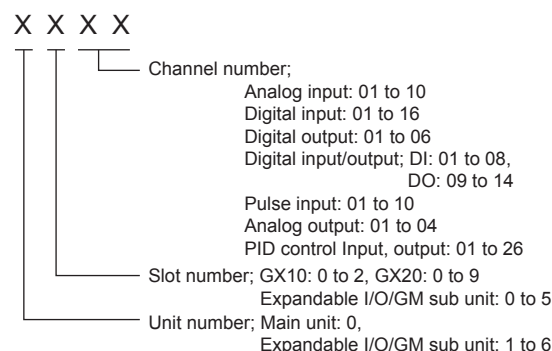 X X X X
Channel number;
Analog input: 01 to 10
Digital input: 01 to 16
Digital output: 01 to 06
Digital input/output; DI: 01 to 08,
DO: 09 to 14
Pulse input: 01 to 10
Analog output: 01 to 04
PID control Input, output: 01 to 26
Slot number; GX10: 0 to 2, GX20: 0 to 9
Expandable I/O/GM sub unit: 0 to 5
Unit number; Main unit: 0,
Expandable I/O/GM sub unit: 1 to 6